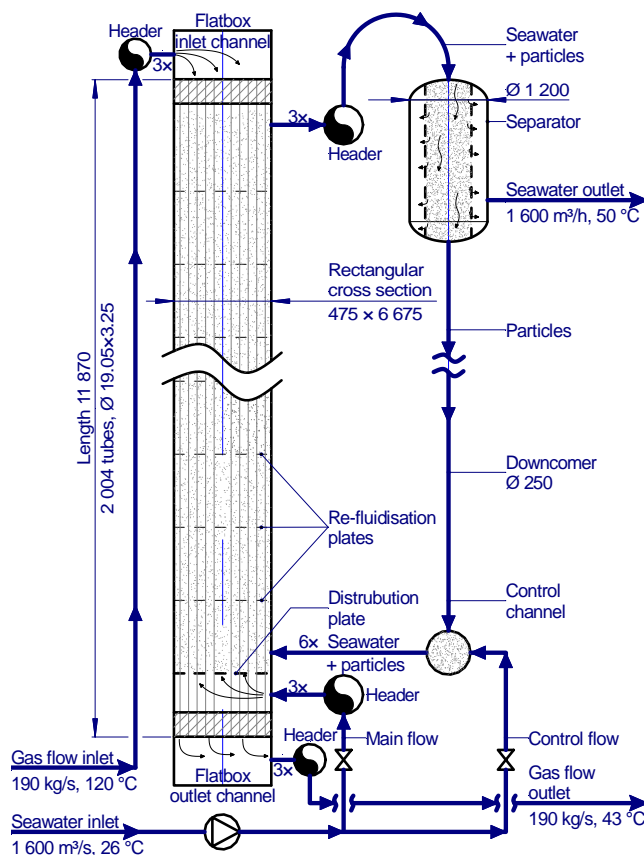 Flatbox
inlet channel
Header
3×
Seawater
+ particles
Ø 1 200
Separator
3×
Header
Seawater outlet
1 600 m³/h, 50 °C
Rectangular
cross section
475 × 6 675
Particles
Length 11 870
2 004 tubes, Ø 19.05×3.25
Downcomer
Ø 250
Re-fluidisation
plates
Distrubution
plate
Control
channel
6×
Seawater
+ particles
3×
Header
Header
Main flow
Control flow
3×
Gas flow inlet
190 kg/s, 120 °C
Flatbox
outlet channel
Gas flow
outlet
190 kg/s, 43 °C
Seawater inlet
1 600 m³/s, 26 °C